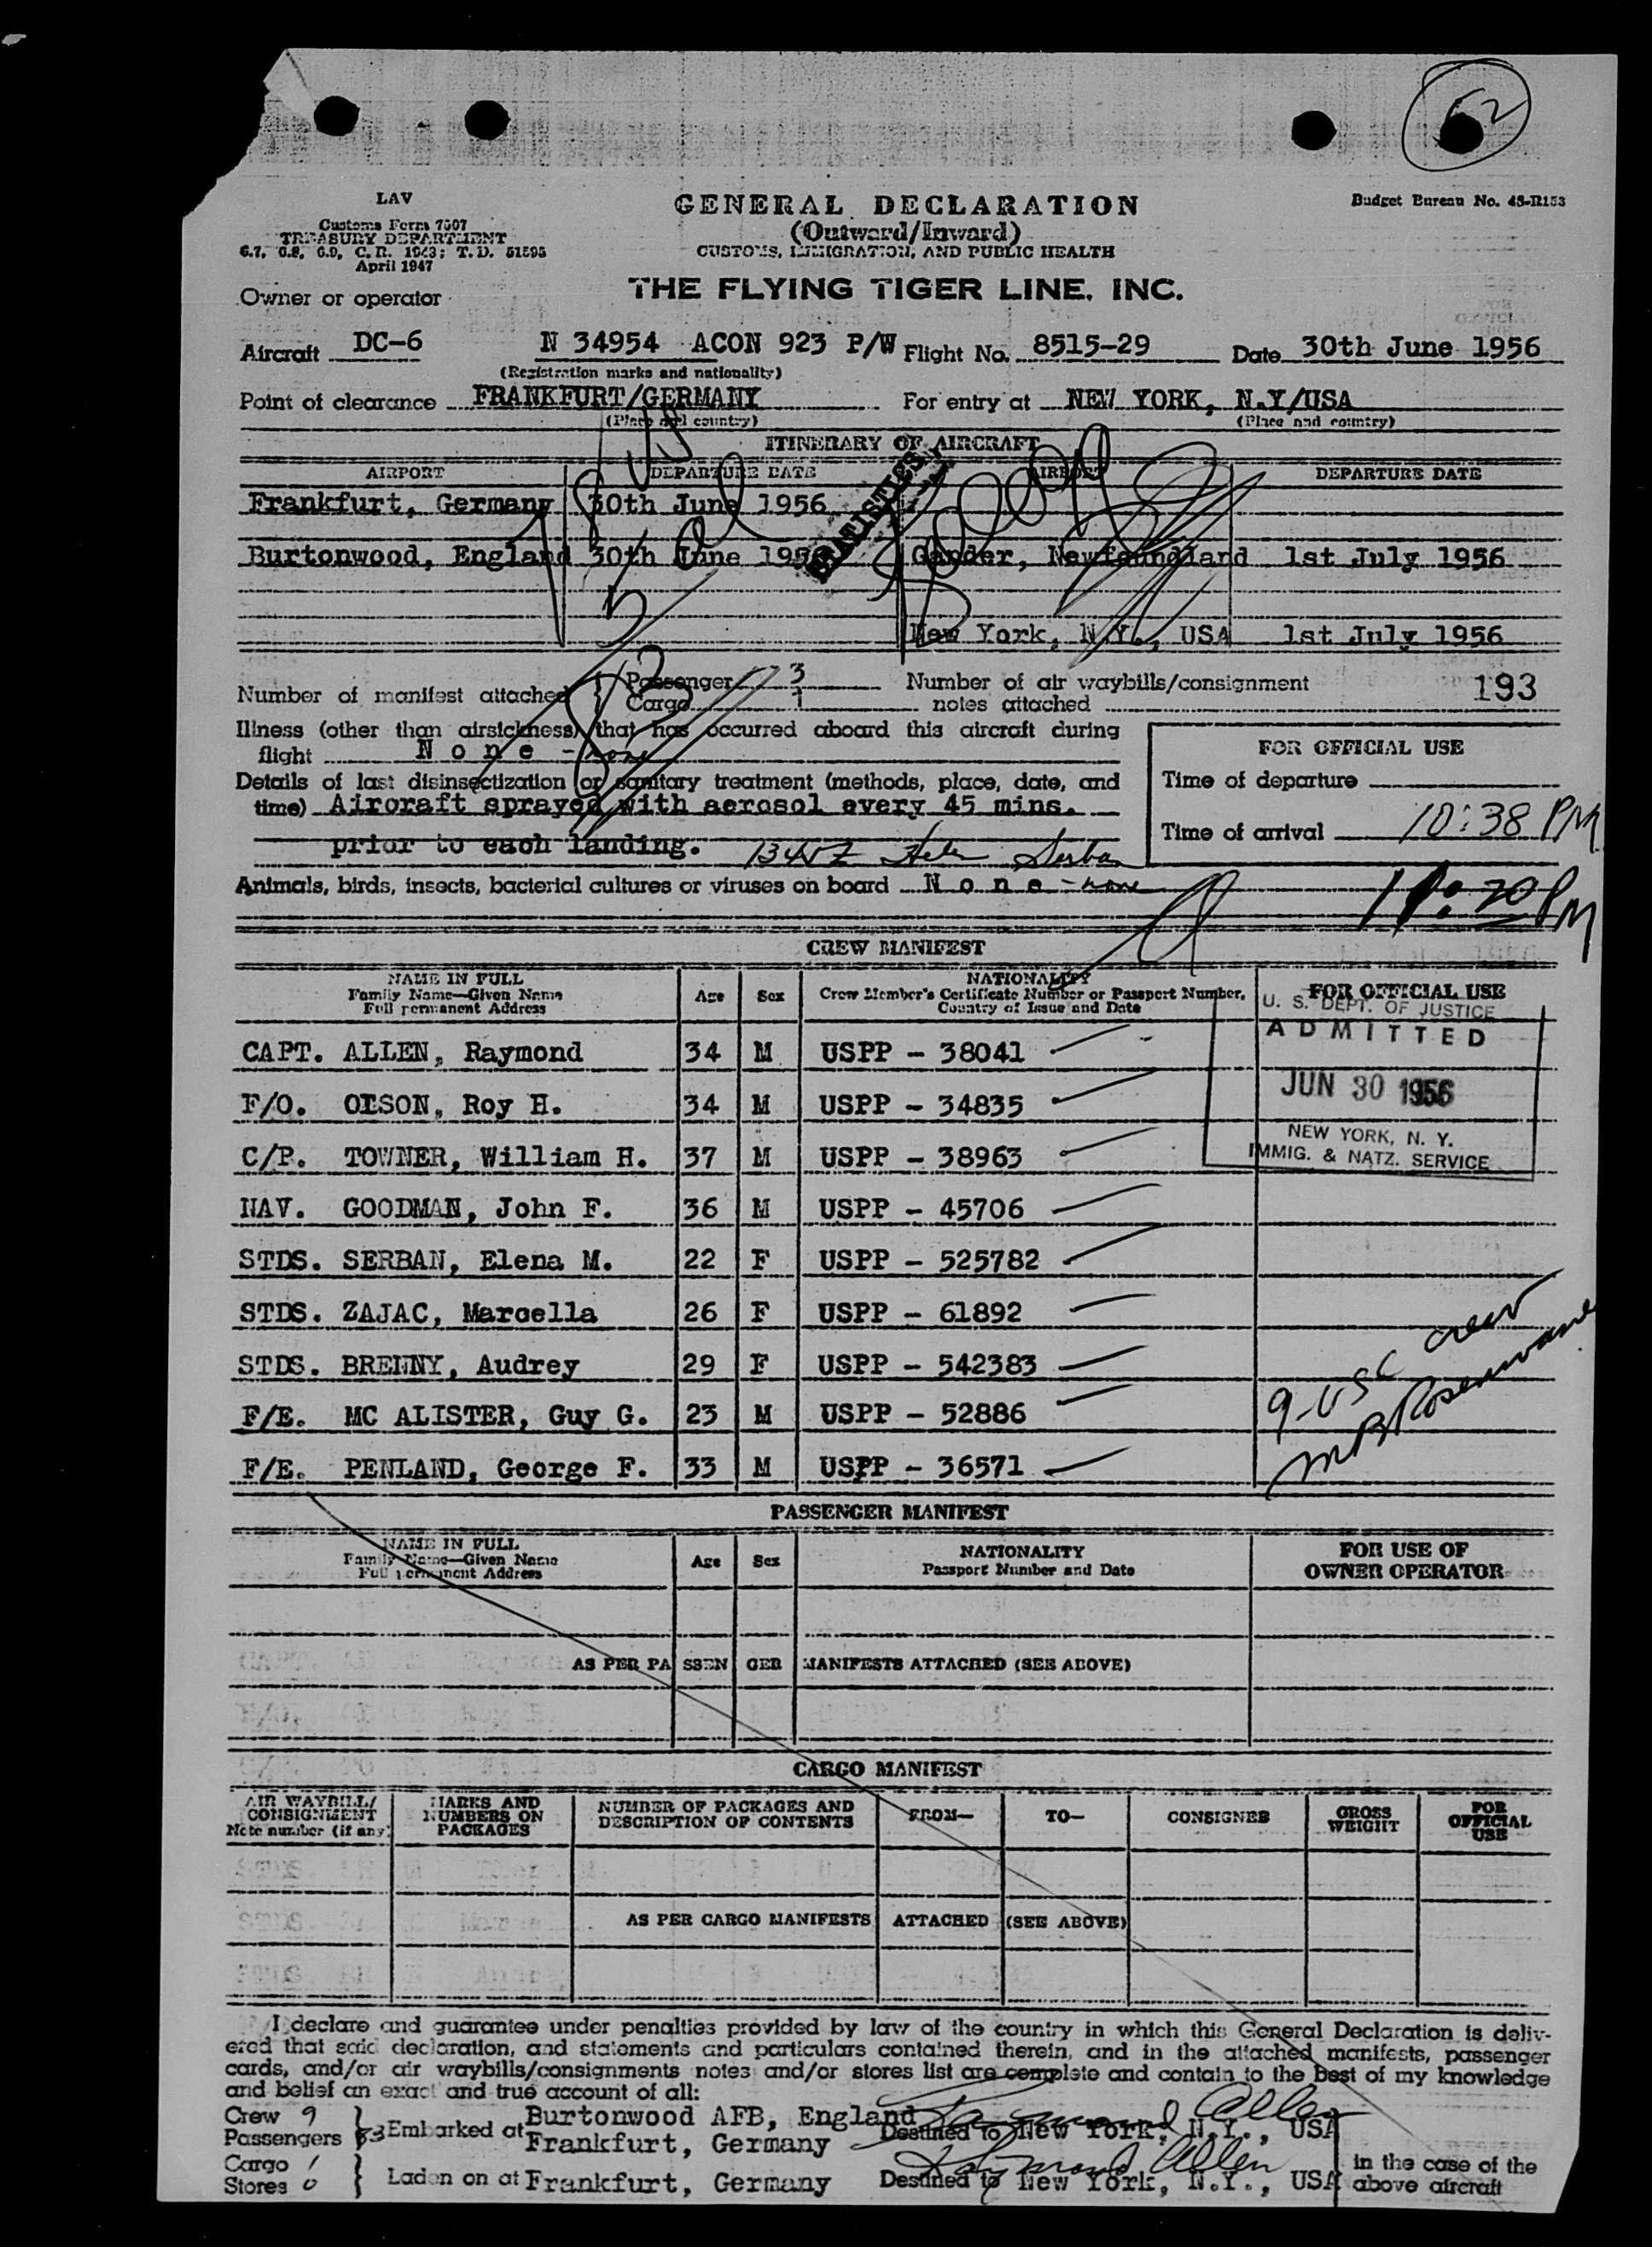 62
LAV
Customs Form 7507
TREASURY DEPARTMENT
6.7, 6.8, 6.9, C.R. 1943; T.D. 51595
April 1947
Budget Bureau No. 48-R153
GENERAL DECLARATION
(Outward/Inward)
CUSTOMS, IMMIGRATION, AND PUBLIC HEALTH
Owner or operator
THE FLYING TIGER LINE. INC.
Aircraft DC-6 N 34954 ACON 923 P/W Flight No. 8515-29 Date 30th June 1956
(Registration marks and nationality)
Point of clearance FRANKFURT/GERMANY For entry at NEW YORK, N.Y/USA
(Place and country) (Place and country)
ITINERARY OF AIRCRAFT
AIRPORT DEPARTURE DATE AIRPORT DEPARTURE DATE
Frankfurt, Germany 30th June 1956
STATISTICS
Burtonwood, England 30th June 1956 Gander, Newfoundland 1st July 1956
New York, N.Y., USA 1st July 1956
Number of manifest attached Passenger 3 Number of air waybills/consignment
Cargo 1 notes attached 193
Illness (other than airsickness) that has occurred aboard this aircraft during
flight None - none
Details of last disinsectization or sanitary treatment (methods, place, date, and
time) Aircraft sprayed with aerosol every 45 mins.
prior to each landing. Serban
FOR OFFICIAL USE
Time of departure
Time of arrival 10:38 PM
Animals, birds, insects, bacterial cultures or viruses on board None - none
PM
CREW MANIFEST
NAME IN FULL
Family Name—Given Name
Full permanent Address
Age Sex
NATIONALITY
Crew Member's Certificate Number or Passport Number,
Country of Issue and Date
FOR OFFICIAL USE
U. S. DEPT. OF JUSTICE
ADMITTED
JUN 30 1956
NEW YORK, N. Y.
IMMIG. & NATZ. SERVICE
CAPT. ALLEN, Raymond 34 M USPP - 38041
F/O. OLSON, Roy H. 34 M USPP - 34835
C/P. TOWNER, William H. 37 M USPP - 38963
NAV. GOODMAN, John F. 36 M USPP - 45706
STDS. SERBAN, Elena M. 22 F USPP - 525782
STDS. ZAJAC, Marcella 26 F USPP - 61892
STDS. BRENNY, Audrey 29 F USPP - 542383
F/E. MC ALISTER, Guy G. 23 M USPP - 52886
F/E. PENLAND, George F. 33 M USPP - 36571
9-USC crew
PASSENGER MANIFEST
NAME IN FULL
Family Name—Given Name
Full permanent Address
Age Sex
NATIONALITY
Passport Number and Date
FOR USE OF
OWNER OPERATOR
AS PER PASSENGER MANIFESTS ATTACHED (SEE ABOVE)
CARGO MANIFEST
AIR WAYBILL/
CONSIGNMENT
Note number (if any)
MARKS AND
NUMBERS ON
PACKAGES
NUMBER OF PACKAGES AND
DESCRIPTION OF CONTENTS
FROM— TO— CONSIGNEE
GROSS
WEIGHT
FOR
OFFICIAL
USE
AS PER CARGO MANIFESTS ATTACHED (SEE ABOVE)
I declare and guarantee under penalties provided by law of the country in which this General Declaration is deliv-
ered that said declaration, and statements and particulars contained therein, and in the attached manifests, passenger
cards, and/or air waybills/consignments notes and/or stores list are complete and contain to the best of my knowledge
and belief an exact and true account of all:
Raymond Allen
Crew 9 Burtonwood AFB, England
Passengers Embarked at Frankfurt, Germany Destined to New York, N.Y., USA
Raymond Allen
Cargo 1 in the case of the
Stores 0 Laden on at Frankfurt, Germany Destined to New York, N.Y., USA above aircraft